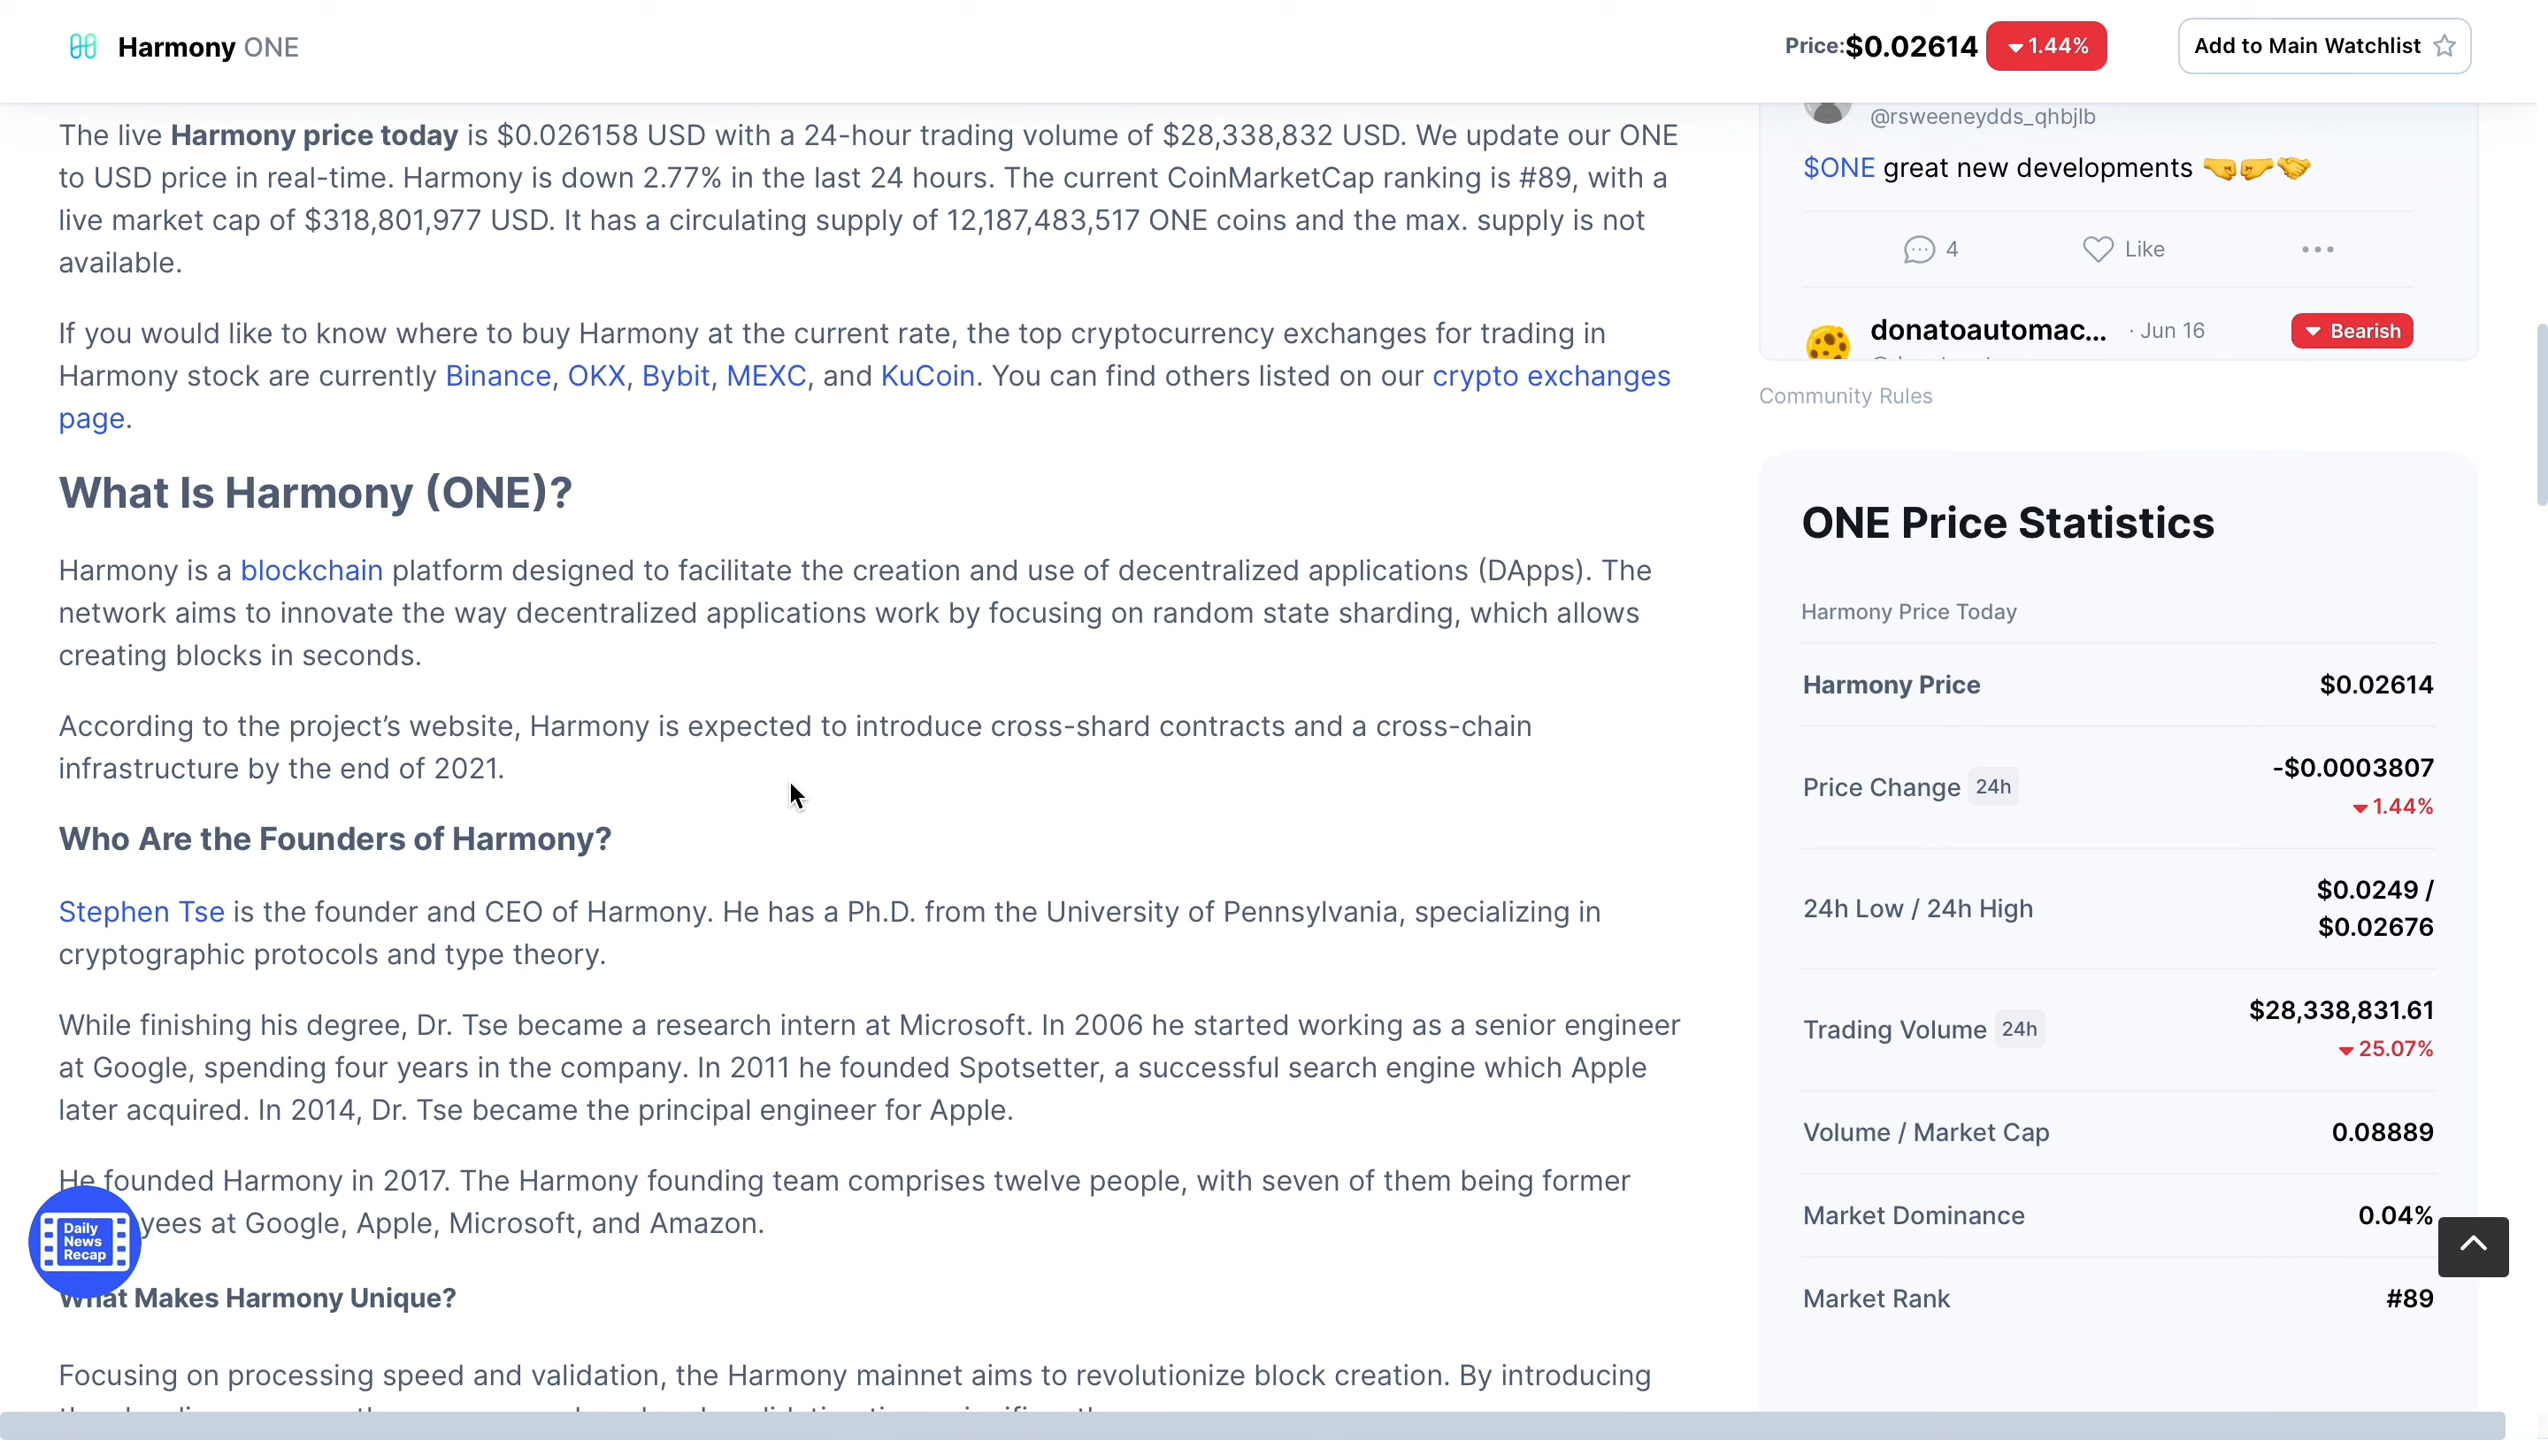 Harmony ONE
Price:$0.02614 1.44%
Add to Main Watchlist
The live Harmony price today is $0.026158 USD with a 24-hour trading volume of $28,338,832 USD. We update our ONE
to USD price in real-time. Harmony is down 2.77% in the last 24 hours. The current CoinMarketCap ranking is #89, with a
live market cap of $318,801,977 USD. It has a circulating supply of 12,187,483,517 ONE coins and the max. supply is not
available.
If you would like to know where to buy Harmony at the current rate, the top cryptocurrency exchanges for trading in
Harmony stock are currently Binance, OKX, Bybit, MEXC, and KuCoin. You can find others listed on our crypto exchanges
page.
What Is Harmony (ONE)?
Harmony is a blockchain platform designed to facilitate the creation and use of decentralized applications (DApps). The
network aims to innovate the way decentralized applications work by focusing on random state sharding, which allows
creating blocks in seconds.
According to the project’s website, Harmony is expected to introduce cross-shard contracts and a cross-chain
infrastructure by the end of 2021.
Who Are the Founders of Harmony?
Stephen Tse is the founder and CEO of Harmony. He has a Ph.D. from the University of Pennsylvania, specializing in
cryptographic protocols and type theory.
While finishing his degree, Dr. Tse became a research intern at Microsoft. In 2006 he started working as a senior engineer
at Google, spending four years in the company. In 2011 he founded Spotsetter, a successful search engine which Apple
later acquired. In 2014, Dr. Tse became the principal engineer for Apple.
He founded Harmony in 2017. The Harmony founding team comprises twelve people, with seven of them being former
yees at Google, Apple, Microsoft, and Amazon.
Daily
News
Recap
What Makes Harmony Unique?
Focusing on processing speed and validation, the Harmony mainnet aims to revolutionize block creation. By introducing
@rsweeneydds_qhbjlb
$ONE great new developments 🤜🤛🤝
4
Like
donatoautomac... · Jun 16
Bearish
Community Rules
ONE Price Statistics
Harmony Price Today
Harmony Price $0.02614
Price Change 24h -$0.0003807
1.44%
24h Low / 24h High $0.0249 /
$0.02676
Trading Volume 24h $28,338,831.61
25.07%
Volume / Market Cap 0.08889
Market Dominance 0.04%
Market Rank #89